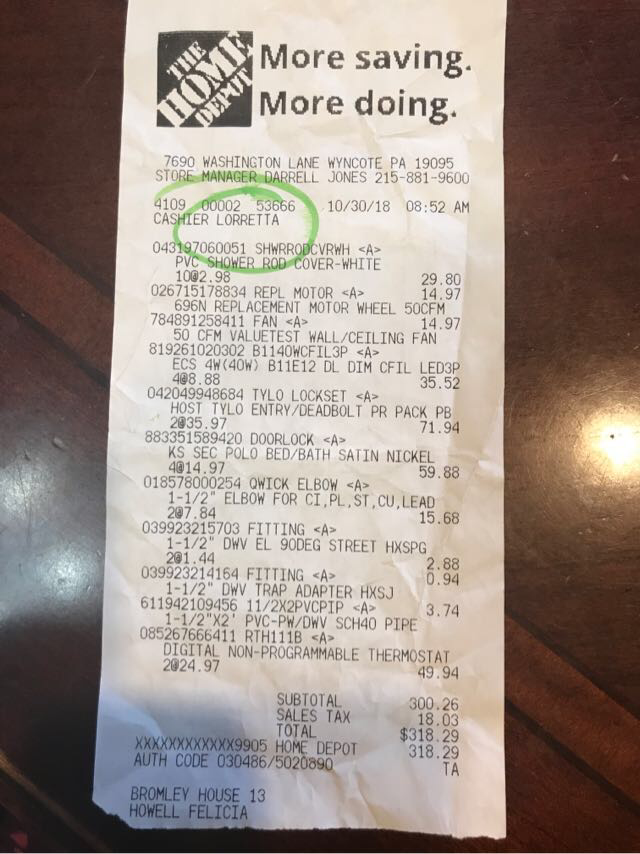 THE
HOME
DEPOT
More saving.
More doing.
7690 WASHINGTON LANE WYNCOTE PA 19095
STORE MANAGER DARRELL JONES 215-881-9600
4109 00002 53666 10/30/18 08:52 AM
CASHIER LORRETTA
043197060051 SHWRRODCVRWH <A>
PVC SHOWER ROD COVER-WHITE
10@2.98 29.80
026715178834 REPL MOTOR <A> 14.97
696N REPLACEMENT MOTOR WHEEL 50CFM
784891258411 FAN <A> 14.97
50 CFM VALUETEST WALL/CEILING FAN
819261020302 B1140WCFIL3P <A>
ECS 4W(40W) B11E12 DL DIM CFIL LED3P
4@8.88 35.52
042049948684 TYLO LOCKSET <A>
HOST TYLO ENTRY/DEADBOLT PR PACK PB
2@35.97 71.94
883351589420 DOORLOCK <A>
KS SEC POLO BED/BATH SATIN NICKEL
4@14.97 59.88
018578000254 QWICK ELBOW <A>
1-1/2" ELBOW FOR CI,PL,ST,CU,LEAD
2@7.84 15.68
039923215703 FITTING <A>
1-1/2" DWV EL 90DEG STREET HXSPG
2@1.44 2.88
039923214164 FITTING <A> 0.94
1-1/2" DWV TRAP ADAPTER HXSJ
611942109456 11/2X2PVCPIP <A> 3.74
1-1/2"X2' PVC-PW/DWV SCH40 PIPE
085267666411 RTH111B <A>
DIGITAL NON-PROGRAMMABLE THERMOSTAT
2@24.97 49.94
SUBTOTAL 300.26
SALES TAX 18.03
TOTAL $318.29
XXXXXXXXXXXX9905 HOME DEPOT 318.29
AUTH CODE 030486/5020890 TA
BROMLEY HOUSE 13
HOWELL FELICIA